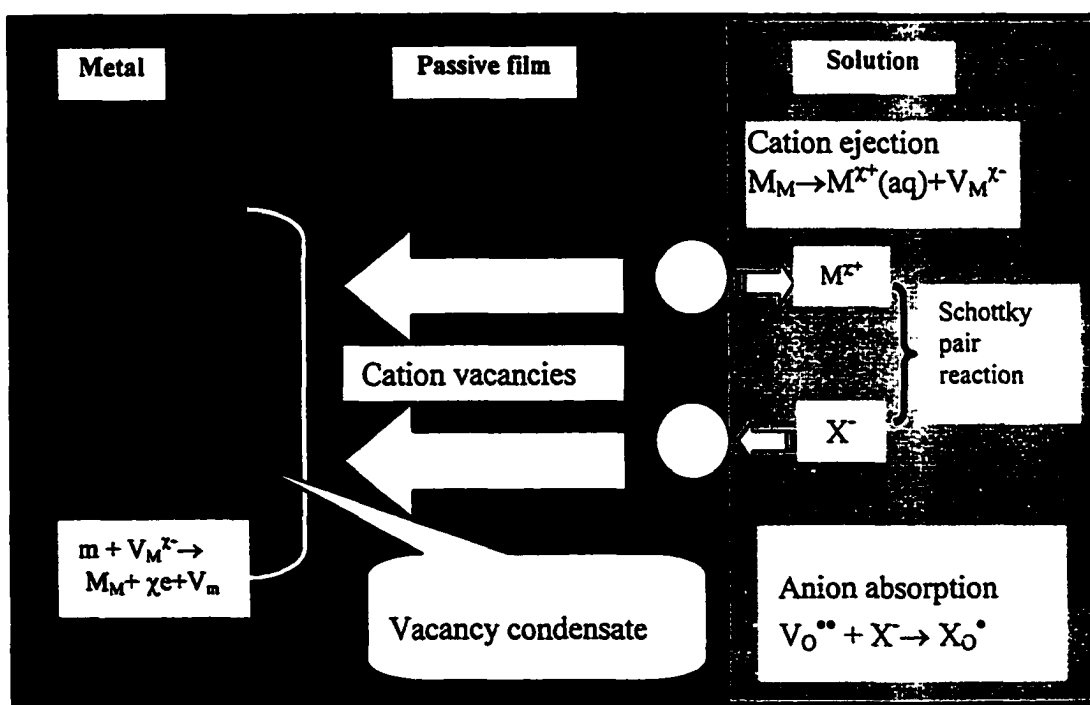 Metal
Passive film
Solution
Cation ejection
M_M→M^χ+(aq)+V_M^χ-
M^χ+
Schottky
pair
reaction
Cation vacancies
X^-
m + V_M^χ-→
M_M+ χe+V_m
Vacancy condensate
Anion absorption
V_O^•• + X^-→ X_O^•